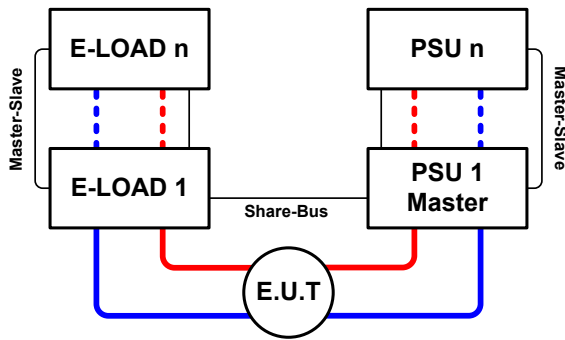 E-LOAD n
PSU n
Master-Slave
Master-Slave
E-LOAD 1
PSU 1
Master
Share-Bus
E.U.T